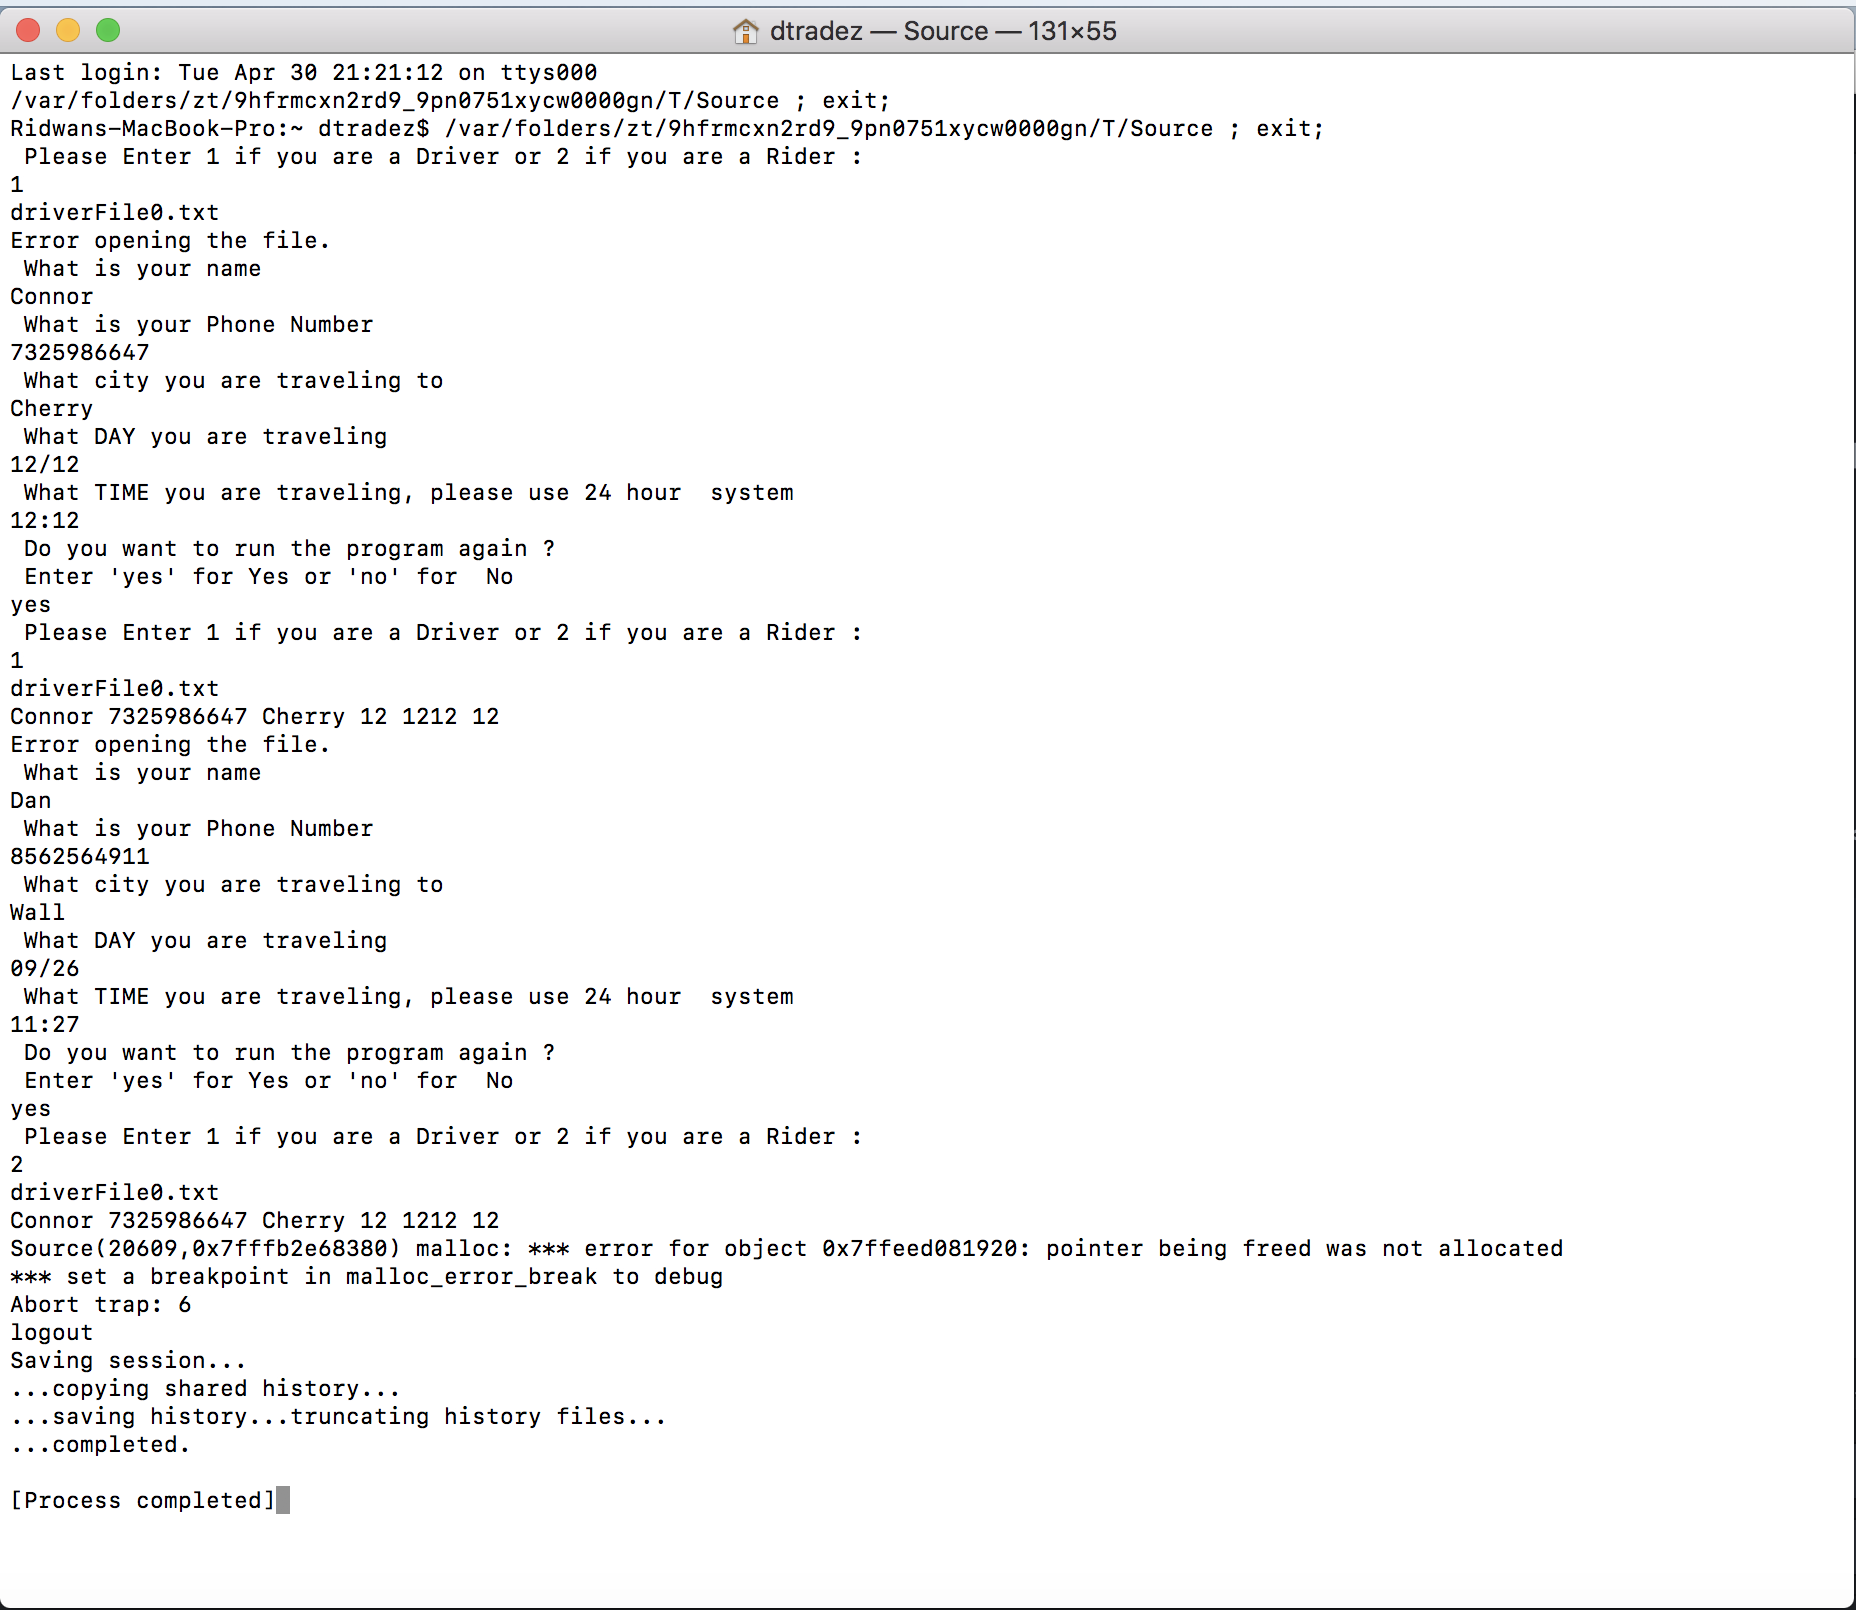 dtradez — Source — 131×55
Last login: Tue Apr 30 21:21:12 on ttys000
/var/folders/zt/9hfrmcxn2rd9_9pn0751xycw0000gn/T/Source ; exit;
Ridwans-MacBook-Pro:~ dtradez$ /var/folders/zt/9hfrmcxn2rd9_9pn0751xycw0000gn/T/Source ; exit;
 Please Enter 1 if you are a Driver or 2 if you are a Rider :
1
driverFile0.txt
Error opening the file.
 What is your name
Connor
 What is your Phone Number
7325986647
 What city you are traveling to
Cherry
 What DAY you are traveling
12/12
 What TIME you are traveling, please use 24 hour  system
12:12
 Do you want to run the program again ?
 Enter 'yes' for Yes or 'no' for  No
yes
 Please Enter 1 if you are a Driver or 2 if you are a Rider :
1
driverFile0.txt
Connor 7325986647 Cherry 12 1212 12
Error opening the file.
 What is your name
Dan
 What is your Phone Number
8562564911
 What city you are traveling to
Wall
 What DAY you are traveling
09/26
 What TIME you are traveling, please use 24 hour  system
11:27
 Do you want to run the program again ?
 Enter 'yes' for Yes or 'no' for  No
yes
 Please Enter 1 if you are a Driver or 2 if you are a Rider :
2
driverFile0.txt
Connor 7325986647 Cherry 12 1212 12
Source(20609,0x7fffb2e68380) malloc: *** error for object 0x7ffeed081920: pointer being freed was not allocated
*** set a breakpoint in malloc_error_break to debug
Abort trap: 6
logout
Saving session...
...copying shared history...
...saving history...truncating history files...
...completed.
[Process completed]